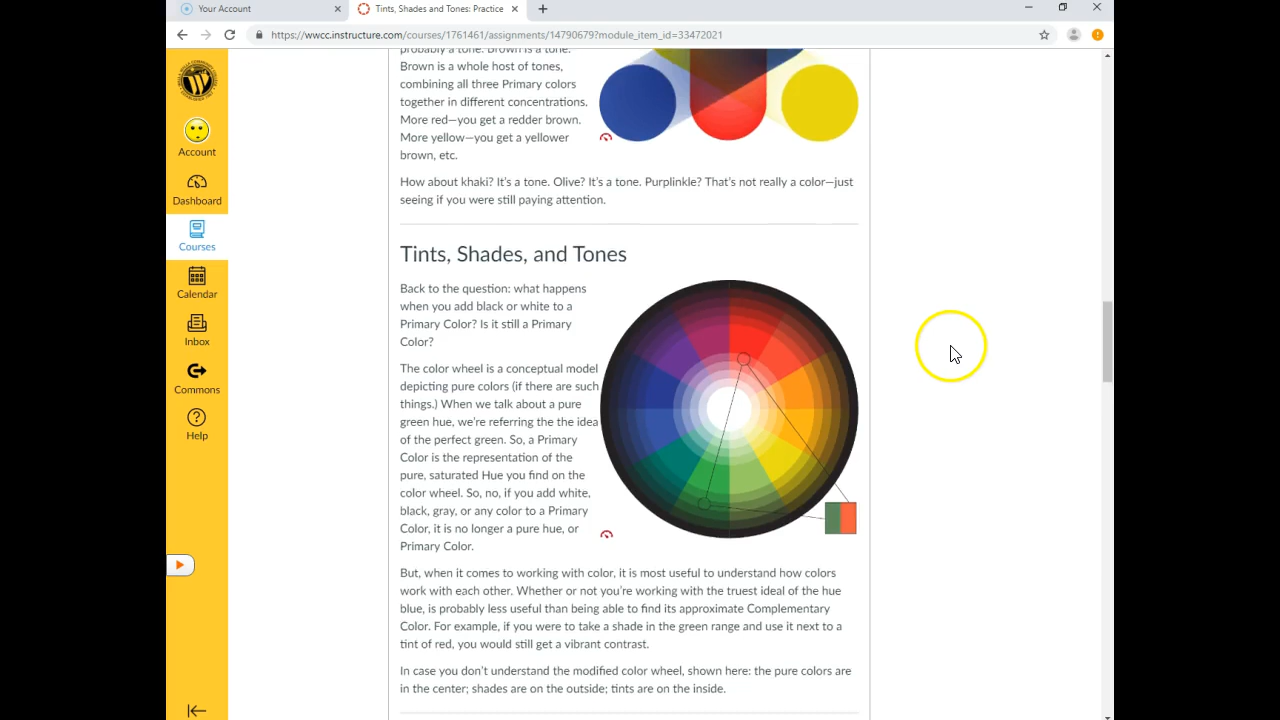 Your Account
Tints, Shades and Tones: Practice
https://wwcc.instructure.com/courses/1761461/assignments/14790679?module_item_id=33472021
Account
Dashboard
Courses
Calendar
Inbox
Commons
Help
probably a tone. Brown is a tone.
Brown is a whole host of tones,
combining all three Primary colors
together in different concentrations.
More red—you get a redder brown.
More yellow—you get a yellower
brown, etc.
How about khaki? It's a tone. Olive? It's a tone. Purplinkle? That's not really a color—just
seeing if you were still paying attention.
Tints, Shades, and Tones
Back to the question: what happens
when you add black or white to a
Primary Color? Is it still a Primary
Color?
The color wheel is a conceptual model
depicting pure colors (if there are such
things.) When we talk about a pure
green hue, we're referring the the idea
of the perfect green. So, a Primary
Color is the representation of the
pure, saturated Hue you find on the
color wheel. So, no, if you add white,
black, gray, or any color to a Primary
Color, it is no longer a pure hue, or
Primary Color.
But, when it comes to working with color, it is most useful to understand how colors
work with each other. Whether or not you're working with the truest ideal of the hue
blue, is probably less useful than being able to find its approximate Complementary
Color. For example, if you were to take a shade in the green range and use it next to a
tint of red, you would still get a vibrant contrast.
In case you don't understand the modified color wheel, shown here: the pure colors are
in the center; shades are on the outside; tints are on the inside.